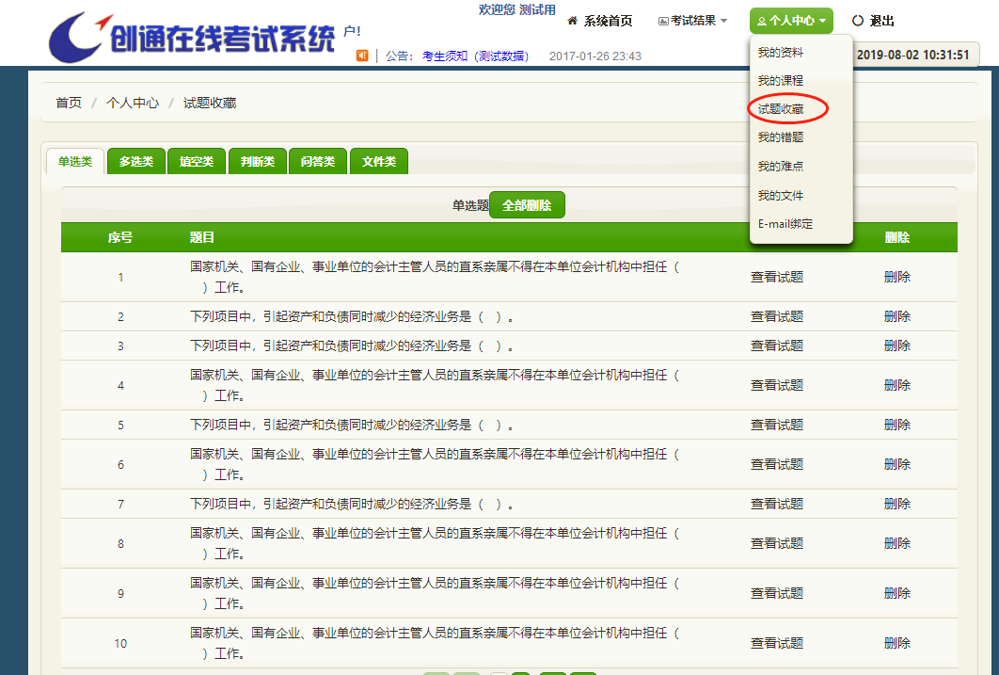 创通在线考试系统
欢迎您 测试用
户!
系统首页
考试结果
个人中心
退出
公告: 考生须知（测试数据） 2017-01-26 23:43
2019-08-02 10:31:51
我的资料
我的课程
试题收藏
我的错题
我的难点
我的文件
E-mail绑定
首页 / 个人中心 / 试题收藏
单选类 多选类 填空类 判断类 问答类 文件类
单选题 全部删除
序号 题目 删除
1 国家机关、国有企业、事业单位的会计主管人员的直系亲属不得在本单位会计机构中担任（
）工作。 查看试题 删除
2 下列项目中，引起资产和负债同时减少的经济业务是（ ）。 查看试题 删除
3 下列项目中，引起资产和负债同时减少的经济业务是（ ）。 查看试题 删除
4 国家机关、国有企业、事业单位的会计主管人员的直系亲属不得在本单位会计机构中担任（
）工作。 查看试题 删除
5 下列项目中，引起资产和负债同时减少的经济业务是（ ）。 查看试题 删除
6 国家机关、国有企业、事业单位的会计主管人员的直系亲属不得在本单位会计机构中担任（
）工作。 查看试题 删除
7 下列项目中，引起资产和负债同时减少的经济业务是（ ）。 查看试题 删除
8 国家机关、国有企业、事业单位的会计主管人员的直系亲属不得在本单位会计机构中担任（
）工作。 查看试题 删除
9 国家机关、国有企业、事业单位的会计主管人员的直系亲属不得在本单位会计机构中担任（
）工作。 查看试题 删除
10 国家机关、国有企业、事业单位的会计主管人员的直系亲属不得在本单位会计机构中担任（
）工作。 查看试题 删除